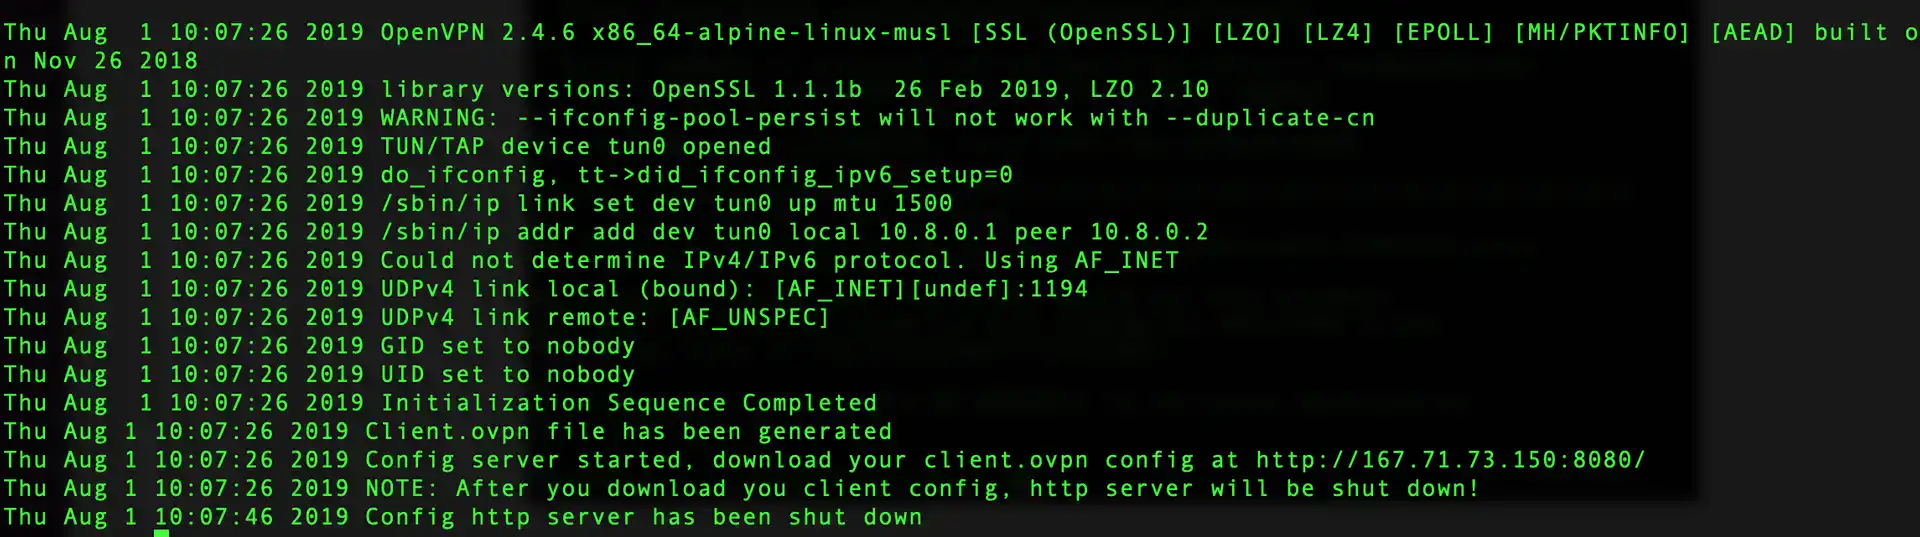 Thu Aug  1 10:07:26 2019 OpenVPN 2.4.6 x86_64-alpine-linux-musl [SSL (OpenSSL)] [LZO] [LZ4] [EPOLL] [MH/PKTINFO] [AEAD] built o
n Nov 26 2018
Thu Aug  1 10:07:26 2019 library versions: OpenSSL 1.1.1b  26 Feb 2019, LZO 2.10
Thu Aug  1 10:07:26 2019 WARNING: --ifconfig-pool-persist will not work with --duplicate-cn
Thu Aug  1 10:07:26 2019 TUN/TAP device tun0 opened
Thu Aug  1 10:07:26 2019 do_ifconfig, tt->did_ifconfig_ipv6_setup=0
Thu Aug  1 10:07:26 2019 /sbin/ip link set dev tun0 up mtu 1500
Thu Aug  1 10:07:26 2019 /sbin/ip addr add dev tun0 local 10.8.0.1 peer 10.8.0.2
Thu Aug  1 10:07:26 2019 Could not determine IPv4/IPv6 protocol. Using AF_INET
Thu Aug  1 10:07:26 2019 UDPv4 link local (bound): [AF_INET][undef]:1194
Thu Aug  1 10:07:26 2019 UDPv4 link remote: [AF_UNSPEC]
Thu Aug  1 10:07:26 2019 GID set to nobody
Thu Aug  1 10:07:26 2019 UID set to nobody
Thu Aug  1 10:07:26 2019 Initialization Sequence Completed
Thu Aug 1 10:07:26 2019 Client.ovpn file has been generated
Thu Aug 1 10:07:26 2019 Config server started, download your client.ovpn config at http://167.71.73.150:8080/
Thu Aug 1 10:07:26 2019 NOTE: After you download you client config, http server will be shut down!
Thu Aug 1 10:07:46 2019 Config http server has been shut down